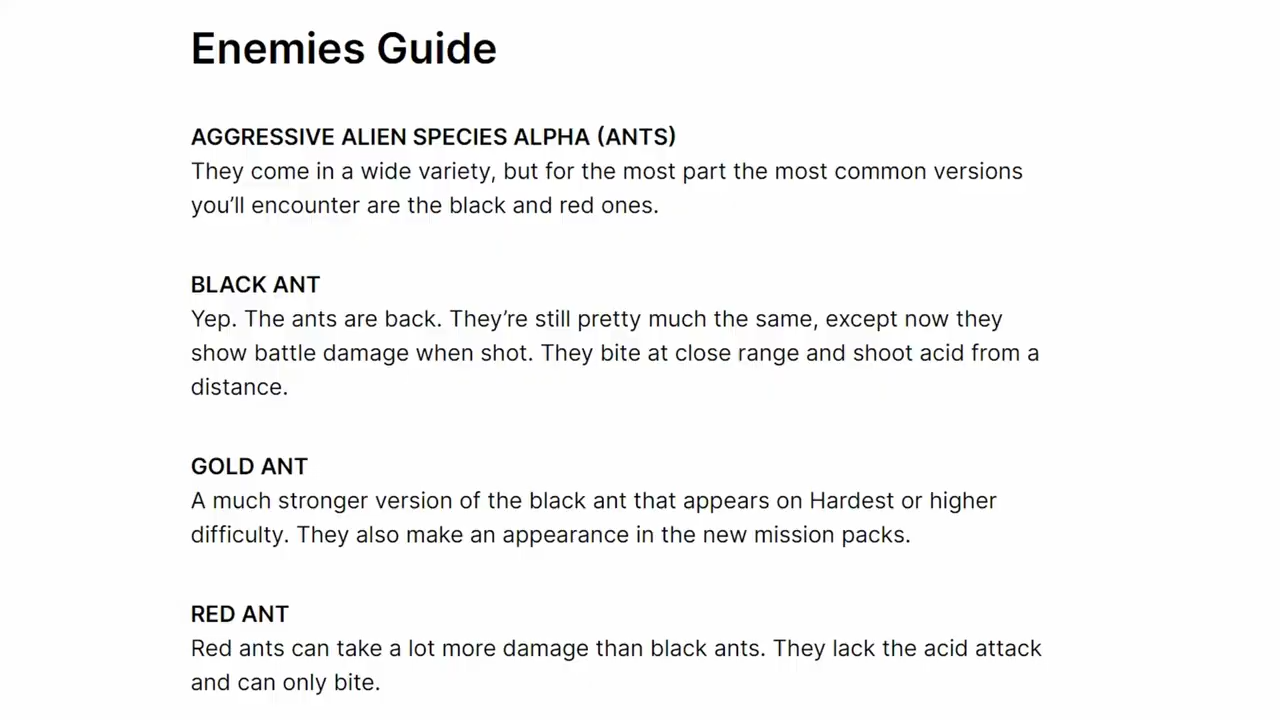 Enemies Guide
AGGRESSIVE ALIEN SPECIES ALPHA (ANTS)
They come in a wide variety, but for the most part the most common versions
you’ll encounter are the black and red ones.
BLACK ANT
Yep. The ants are back. They’re still pretty much the same, except now they
show battle damage when shot. They bite at close range and shoot acid from a
distance.
GOLD ANT
A much stronger version of the black ant that appears on Hardest or higher
difficulty. They also make an appearance in the new mission packs.
RED ANT
Red ants can take a lot more damage than black ants. They lack the acid attack
and can only bite.